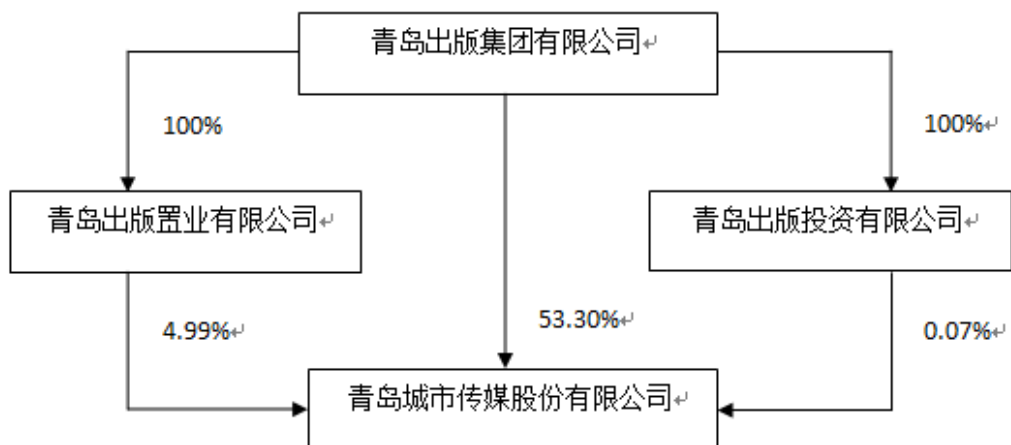 青岛出版集团有限公司↵
100%
100%↵
青岛出版置业有限公司↵
青岛出版投资有限公司↵
4.99%↵
53.30%↵
0.07%↵
青岛城市传媒股份有限公司↵